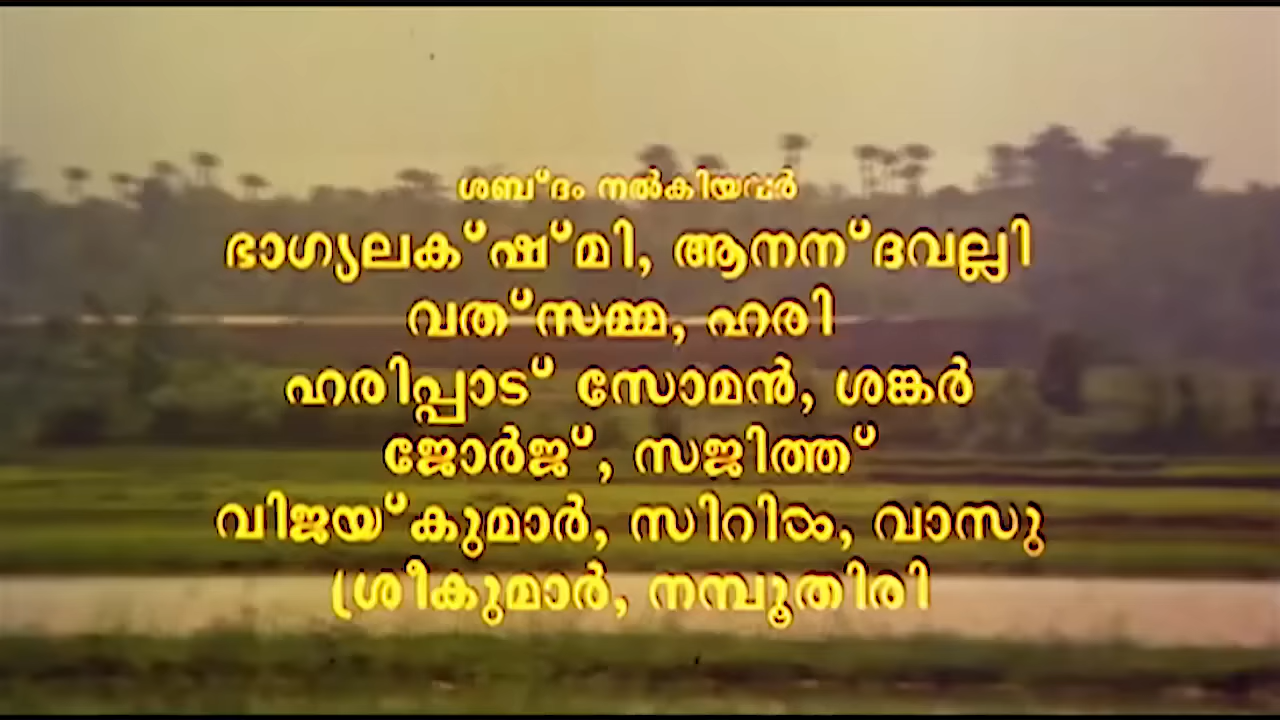 ശബ്ദം നൽകിയവർ
ഭാഗ്യലക്ഷ്മി, ആനന്ദവല്ലി
വത്സമ്മ, ഹരി
ഹരിപ്പാട് സോമൻ, ശങ്കർ
ജോർജ്, സജിത്ത്
വിജയ്കുമാർ, വാസു
ശ്രീകുമാർ, നമ്പൂതിരി